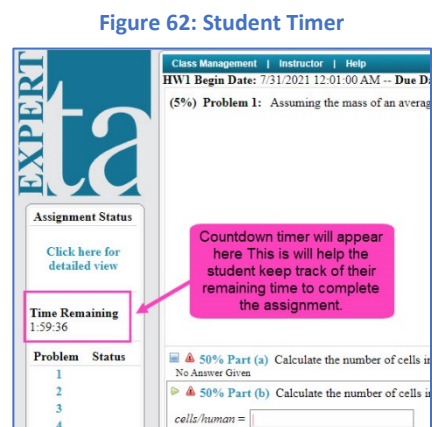 Figure 62: Student Timer
EXPERT
ta
Class Management | Instructor | Help
HW1 Begin Date: 7/31/2021 12:01:00 AM -- Due Da
(5%) Problem 1: Assuming the mass of an averag
Assignment Status
Click here for
detailed view
Countdown timer will appear
here This is will help the
student keep track of their
remaining time to complete
the assignment.
Time Remaining
1:59:36
Problem Status
1
2
3
4
50% Part (a) Calculate the number of cells in
No Answer Given
50% Part (b) Calculate the number of cells i
cells/human =